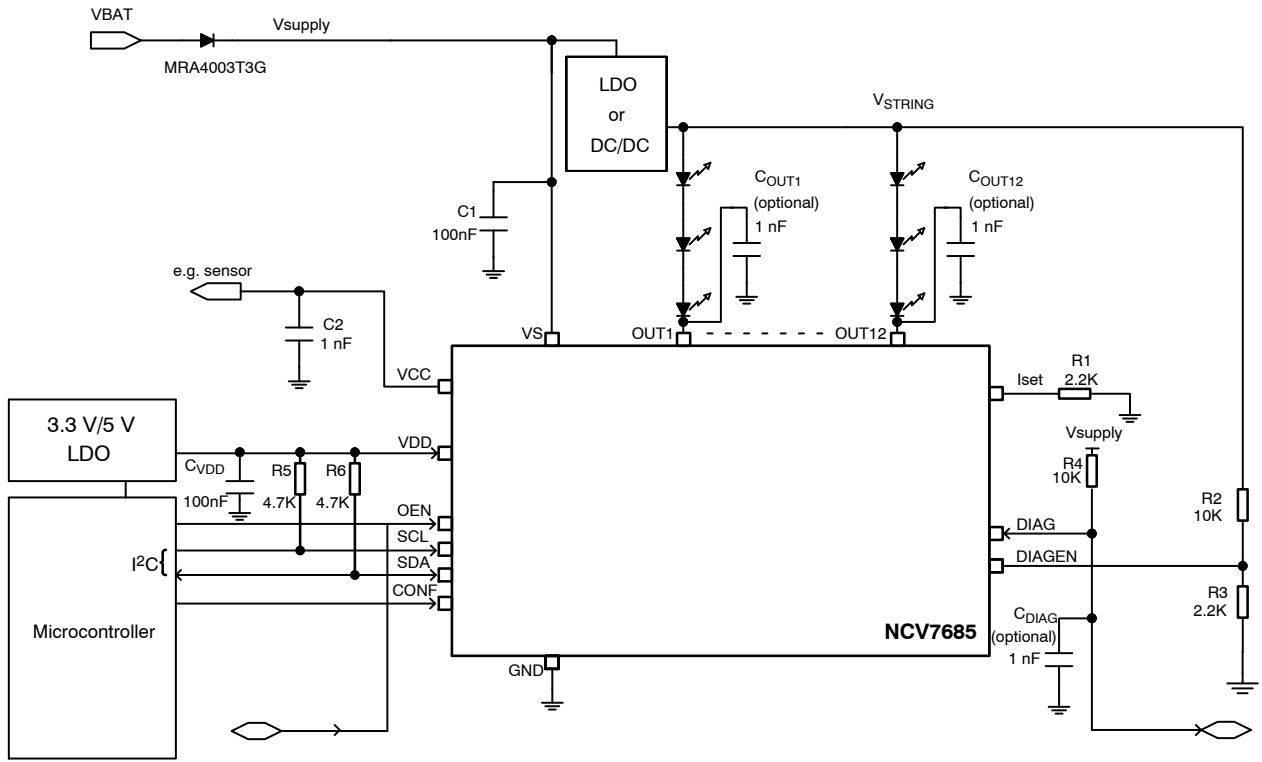 VBAT
Vsupply
MRA4003T3G
LDO
or
DC/DC
VSTRING
COUT1
(optional)
1 nF
COUT12
(optional)
1 nF
C1
100nF
e.g. sensor
C2
1 nF
VS
OUT1
OUT12
VCC
Iset
R1
2.2K
3.3 V/5 V
LDO
VDD
CVDD
100nF
R5
4.7K
R6
4.7K
Vsupply
R4
10K
R2
10K
OEN
SCL
I²C{
SDA
CONF
DIAG
DIAGEN
R3
2.2K
Microcontroller
NCV7685
CDIAG
(optional)
1 nF
GND